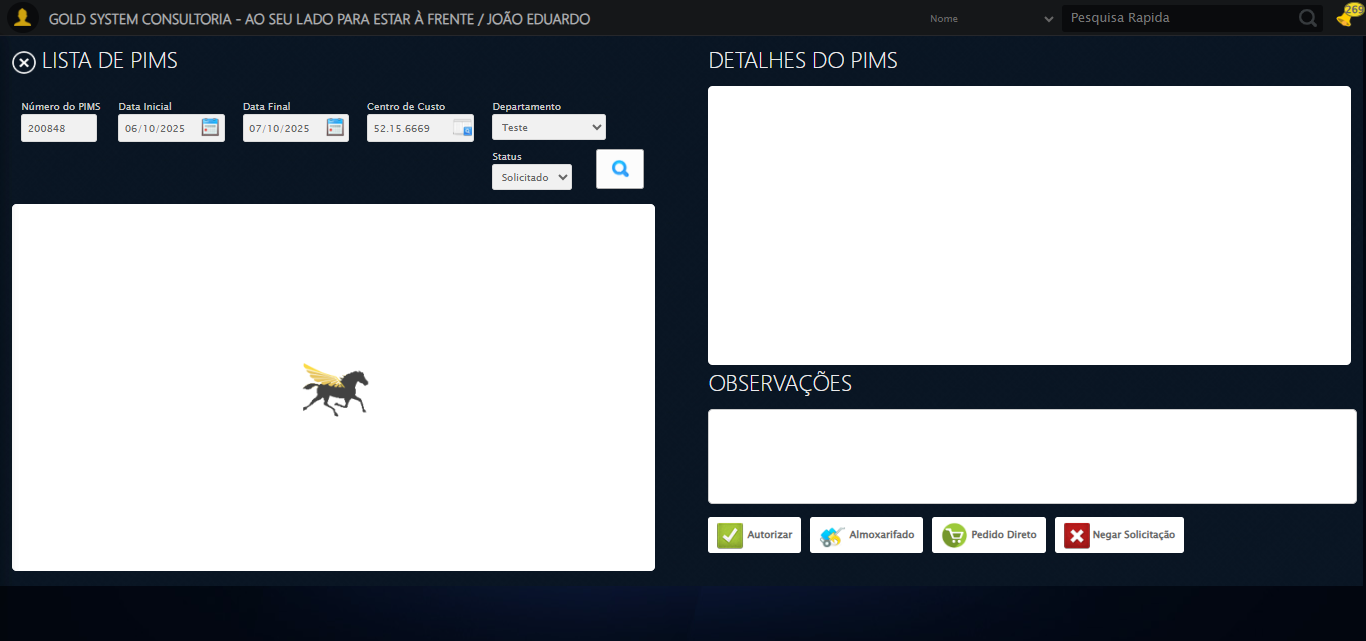 GOLD SYSTEM CONSULTORIA - AO SEU LADO PARA ESTAR À FRENTE / JOÃO EDUARDO
Nome
Pesquisa Rapida
269
LISTA DE PIMS
Número do PIMS
Data Inicial
Data Final
Centro de Custo
Departamento
200848
06/10/2025
07/10/2025
52.15.6669
Teste
Status
Solicitado
DETALHES DO PIMS
OBSERVAÇÕES
Autorizar
Almoxarifado
Pedido Direto
Negar Solicitação